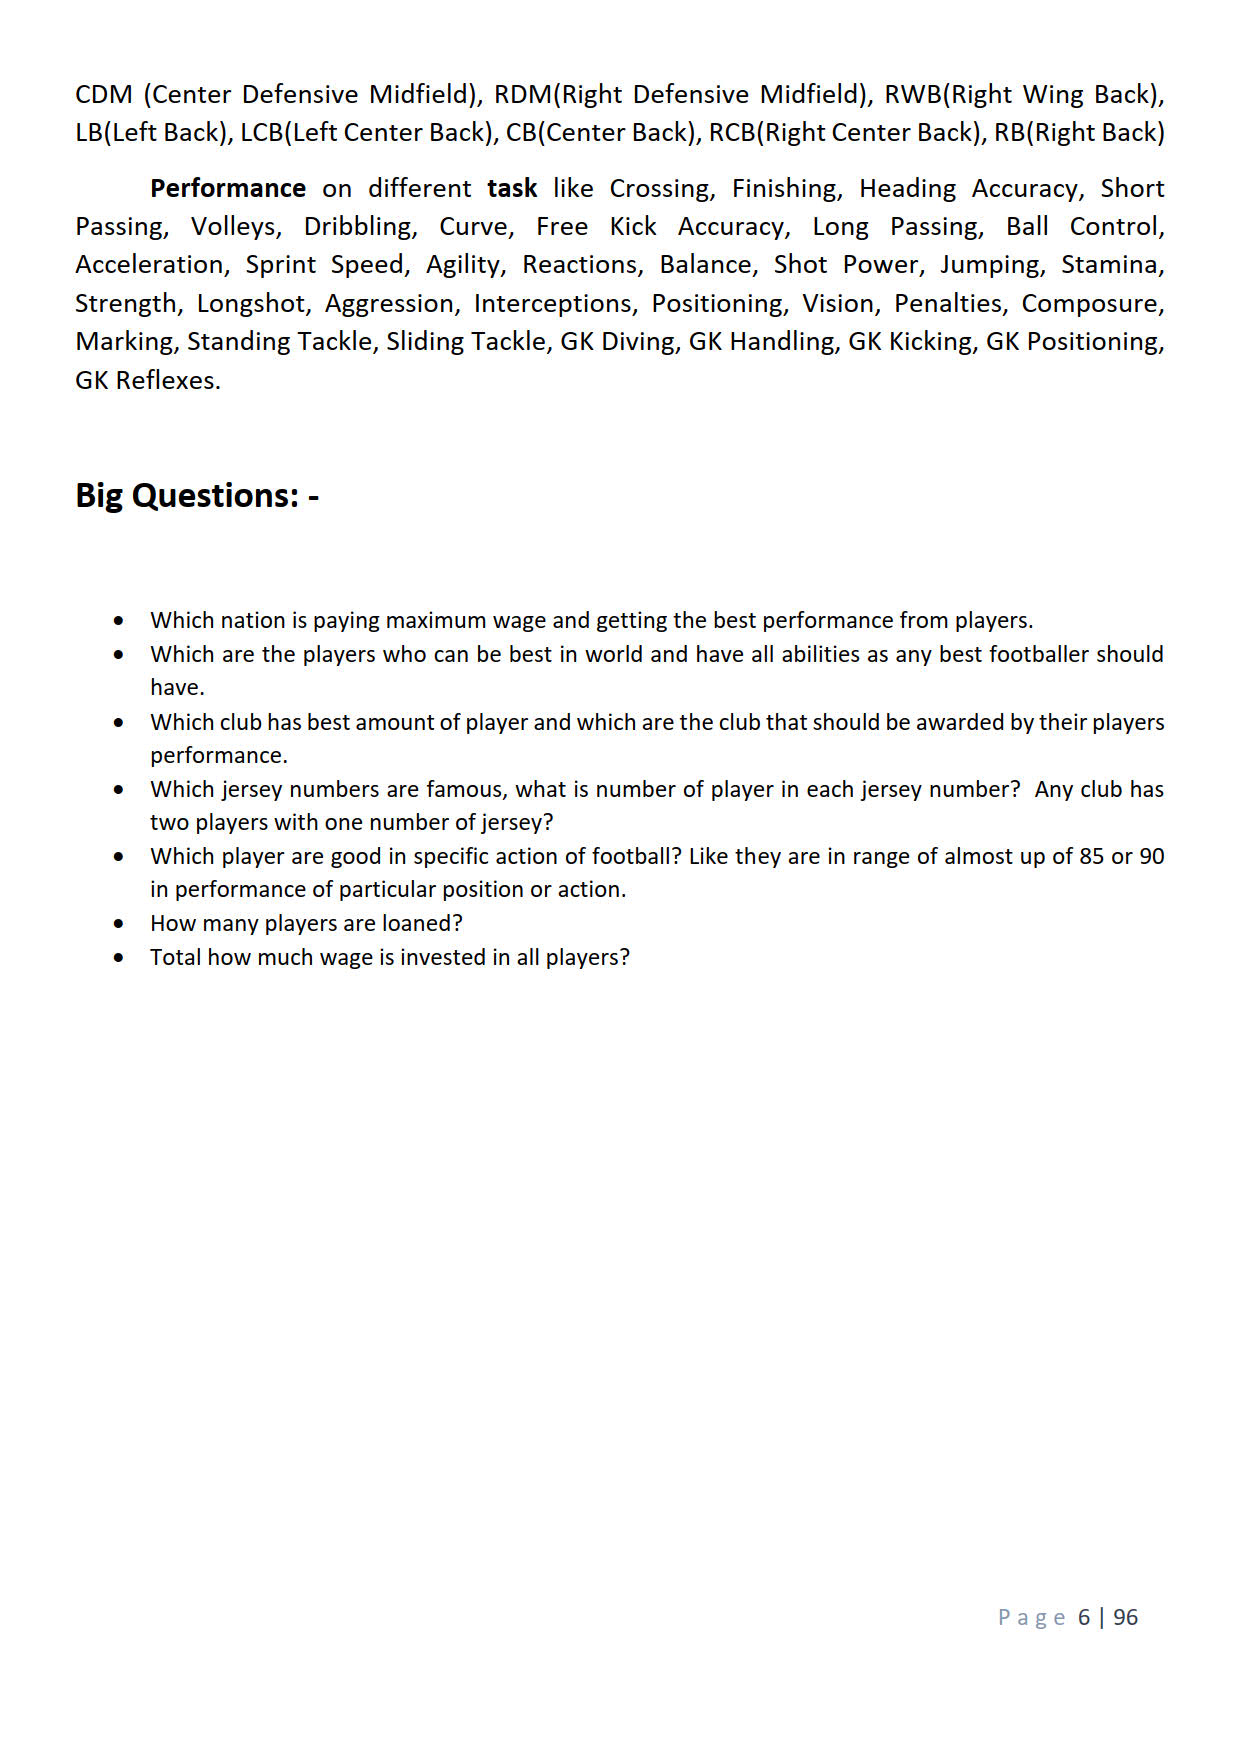 CDM (Center Defensive Midfield), RDM(Right Defensive Midfield), RWB(Right Wing Back),
LB(Left Back), LCB(Left Center Back), CB(Center Back), RCB(Right Center Back), RB(Right Back)
Performance on different task like Crossing, Finishing, Heading Accuracy, Short
Passing, Volleys, Dribbling, Curve, Free Kick Accuracy, Long Passing, Ball Control,
Acceleration, Sprint Speed, Agility, Reactions, Balance, Shot Power, Jumping, Stamina,
Strength, Longshot, Aggression, Interceptions, Positioning, Vision, Penalties, Composure,
Marking, Standing Tackle, Sliding Tackle, GK Diving, GK Handling, GK Kicking, GK Positioning,
GK Reflexes.
Big Questions: -
• Which nation is paying maximum wage and getting the best performance from players.
• Which are the players who can be best in world and have all abilities as any best footballer should
have.
• Which club has best amount of player and which are the club that should be awarded by their players
performance.
• Which jersey numbers are famous, what is number of player in each jersey number?  Any club has
two players with one number of jersey?
• Which player are good in specific action of football? Like they are in range of almost up of 85 or 90
in performance of particular position or action.
• How many players are loaned?
• Total how much wage is invested in all players?
Page 6 | 96